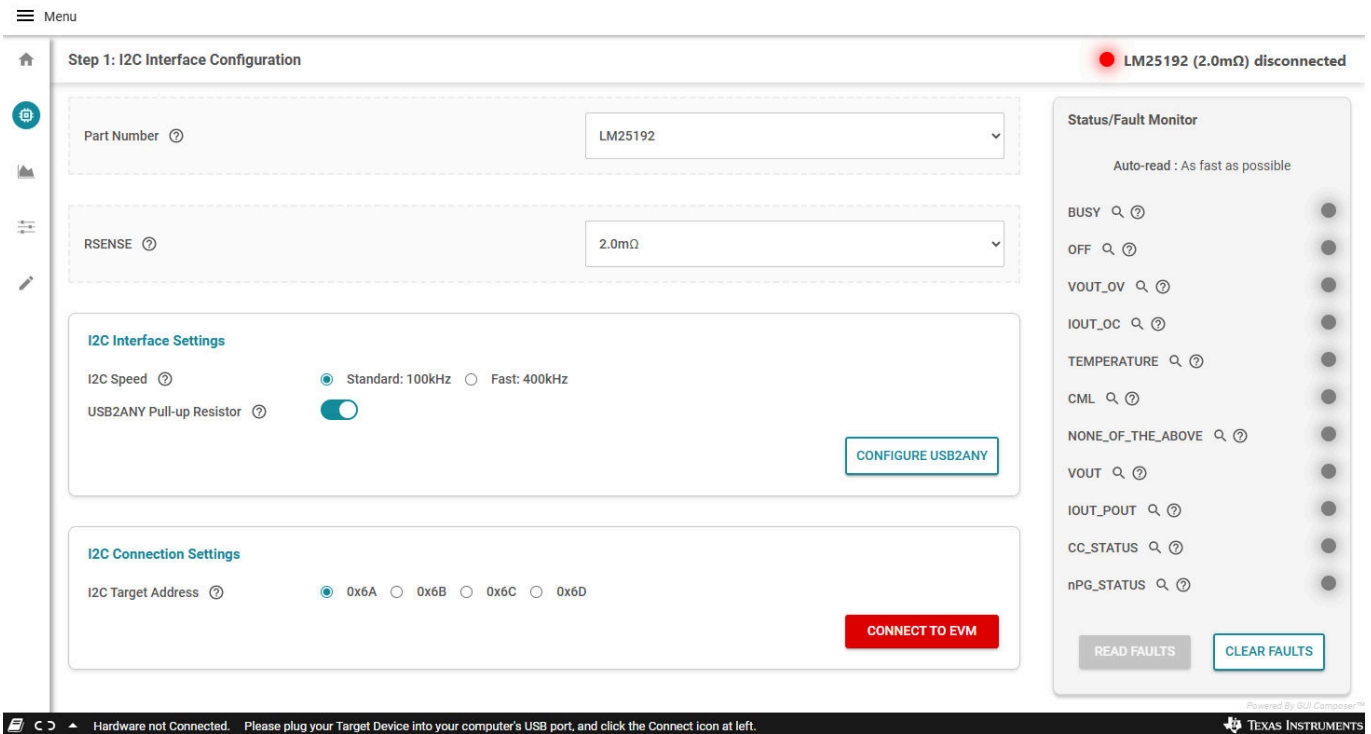 Menu
Step 1: I2C Interface Configuration
LM25192 (2.0mΩ) disconnected
Part Number
LM25192
RSENSE
2.0mΩ
I2C Interface Settings
I2C Speed
Standard: 100kHz
Fast: 400kHz
USB2ANY Pull-up Resistor
CONFIGURE USB2ANY
I2C Connection Settings
I2C Target Address
0x6A
0x6B
0x6C
0x6D
CONNECT TO EVM
Status/Fault Monitor
Auto-read : As fast as possible
BUSY
OFF
VOUT_OV
IOUT_OC
TEMPERATURE
CML
NONE_OF_THE_ABOVE
VOUT
IOUT_POUT
CC_STATUS
nPG_STATUS
READ FAULTS
CLEAR FAULTS
Powered By GUI Composer™
Hardware not Connected. Please plug your Target Device into your computer's USB port, and click the Connect icon at left.
TEXAS INSTRUMENTS